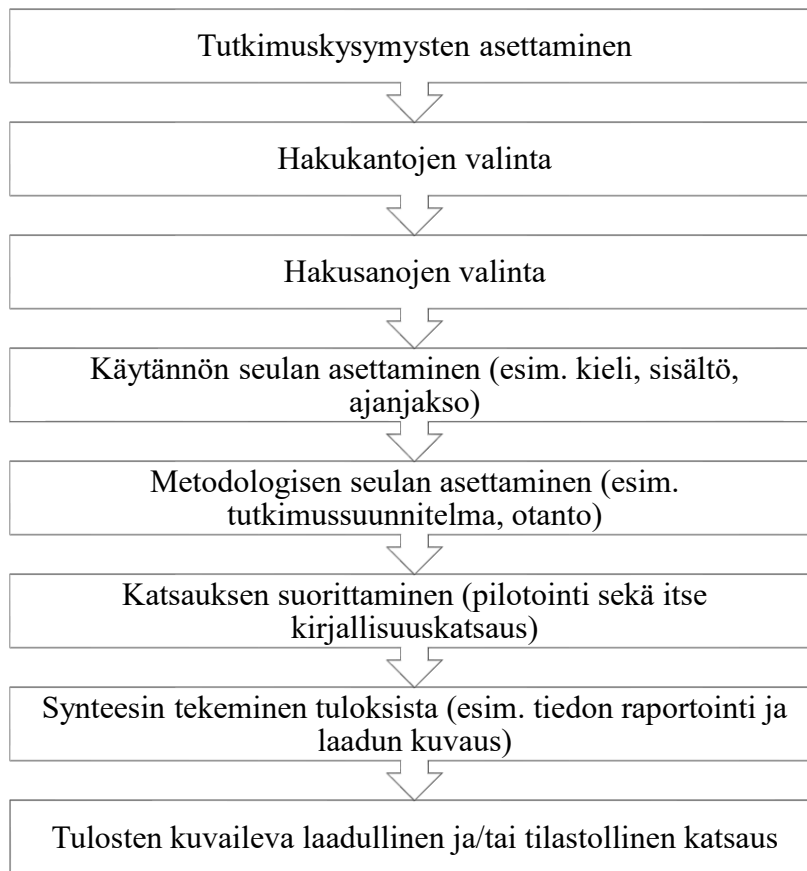 Tutkimuskysymysten asettaminen
Hakukantojen valinta
Hakusanojen valinta
Käytännön seulan asettaminen (esim. kieli, sisältö,
ajanjakso)
Metodologisen seulan asettaminen (esim.
tutkimussuunnitelma, otanto)
Katsauksen suorittaminen (pilotointi sekä itse
kirjallisuuskatsaus)
Synteesin tekeminen tuloksista (esim. tiedon raportointi ja
laadun kuvaus)
Tulosten kuvaileva laadullinen ja/tai tilastollinen katsaus